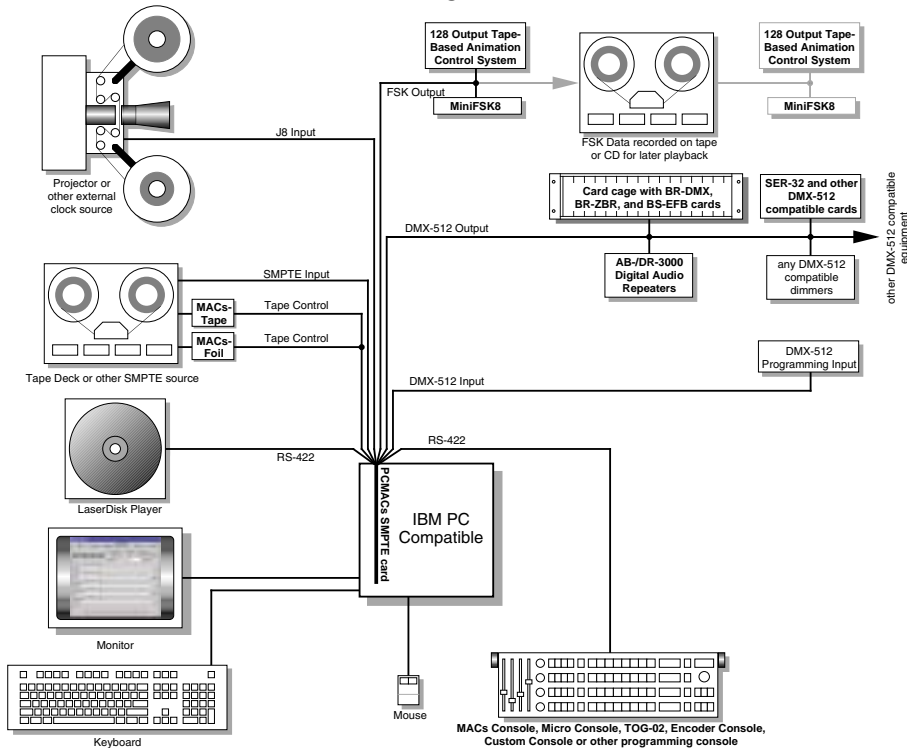 128 Output Tape-
Based Animation
Control System
128 Output Tape-
Based Animation
Control System
FSK Output
MiniFSK8
MiniFSK8
FSK Data recorded on tape
or CD for later playback
J8 Input
Projector or
other external
clock source
Card cage with BR-DMX,
BR-ZBR, and BS-EFB cards
SER-32 and other
DMX-512
compatible cards
DMX-512 Output
other DMX-512 compatible
equipment
AB-/DR-3000
Digital Audio
Repeaters
any DMX-512
compatible
dimmers
SMPTE Input
MACs-
Tape
Tape Control
MACs-
Foil
Tape Control
Tape Deck or other SMPTE source
DMX-512
Programming Input
DMX-512 Input
RS-422
RS-422
LaserDisk Player
PCMACs SMPTE card
IBM PC
Compatible
Monitor
Keyboard
Mouse
MACs Console, Micro Console, TOG-02, Encoder Console,
Custom Console or other programming console